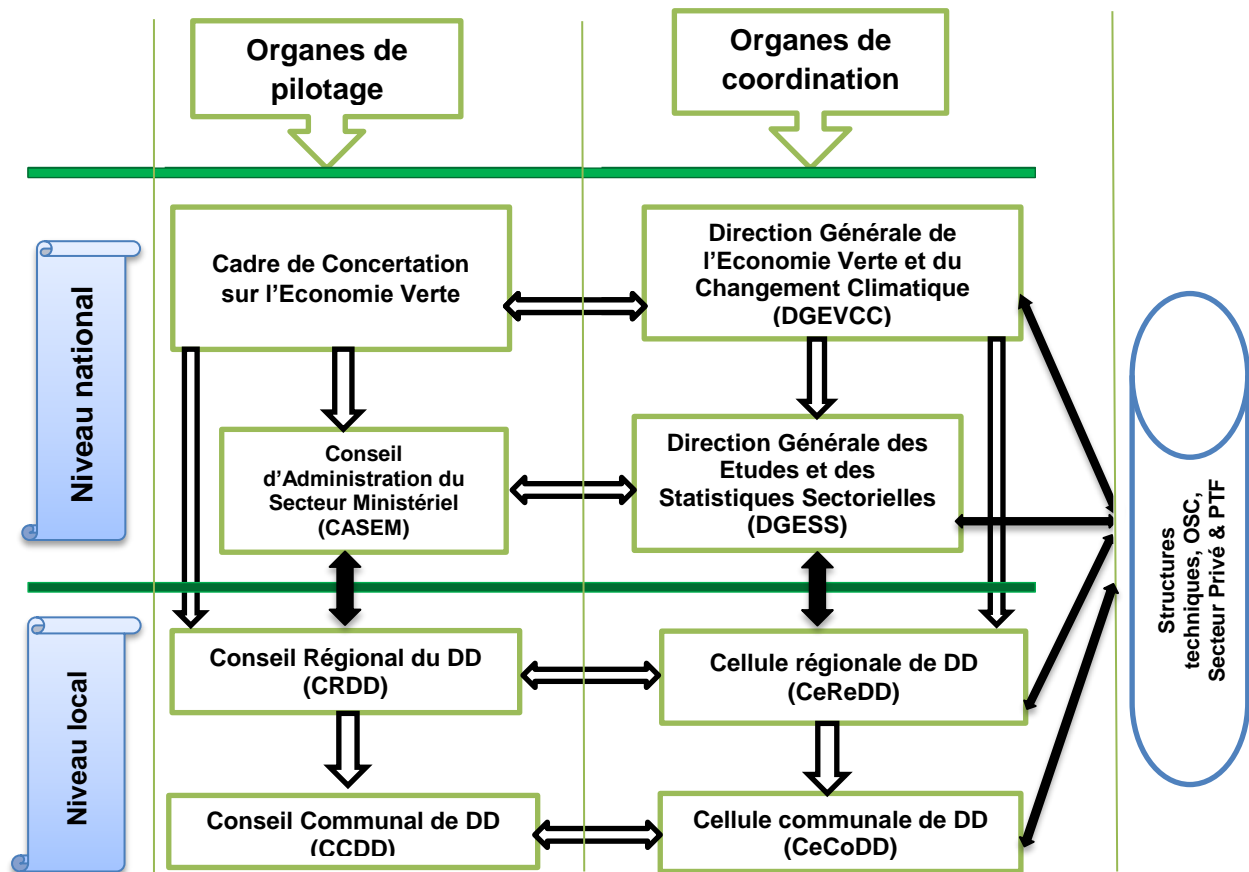 Organes de
pilotage
Organes de
coordination
Niveau national
Cadre de Concertation
sur l'Economie Verte
Direction Générale de
l'Economie Verte et du
Changement Climatique
(DGEVCC)
Conseil
d'Administration du
Secteur Ministériel
(CASEM)
Direction Générale des
Etudes et des
Statistiques Sectorielles
(DGESS)
Structures
techniques, OSC,
Secteur Privé & PTF
Niveau local
Conseil Régional du DD
(CRDD)
Cellule régionale de DD
(CeReDD)
Conseil Communal de DD
(CCDD)
Cellule communale de DD
(CeCoDD)